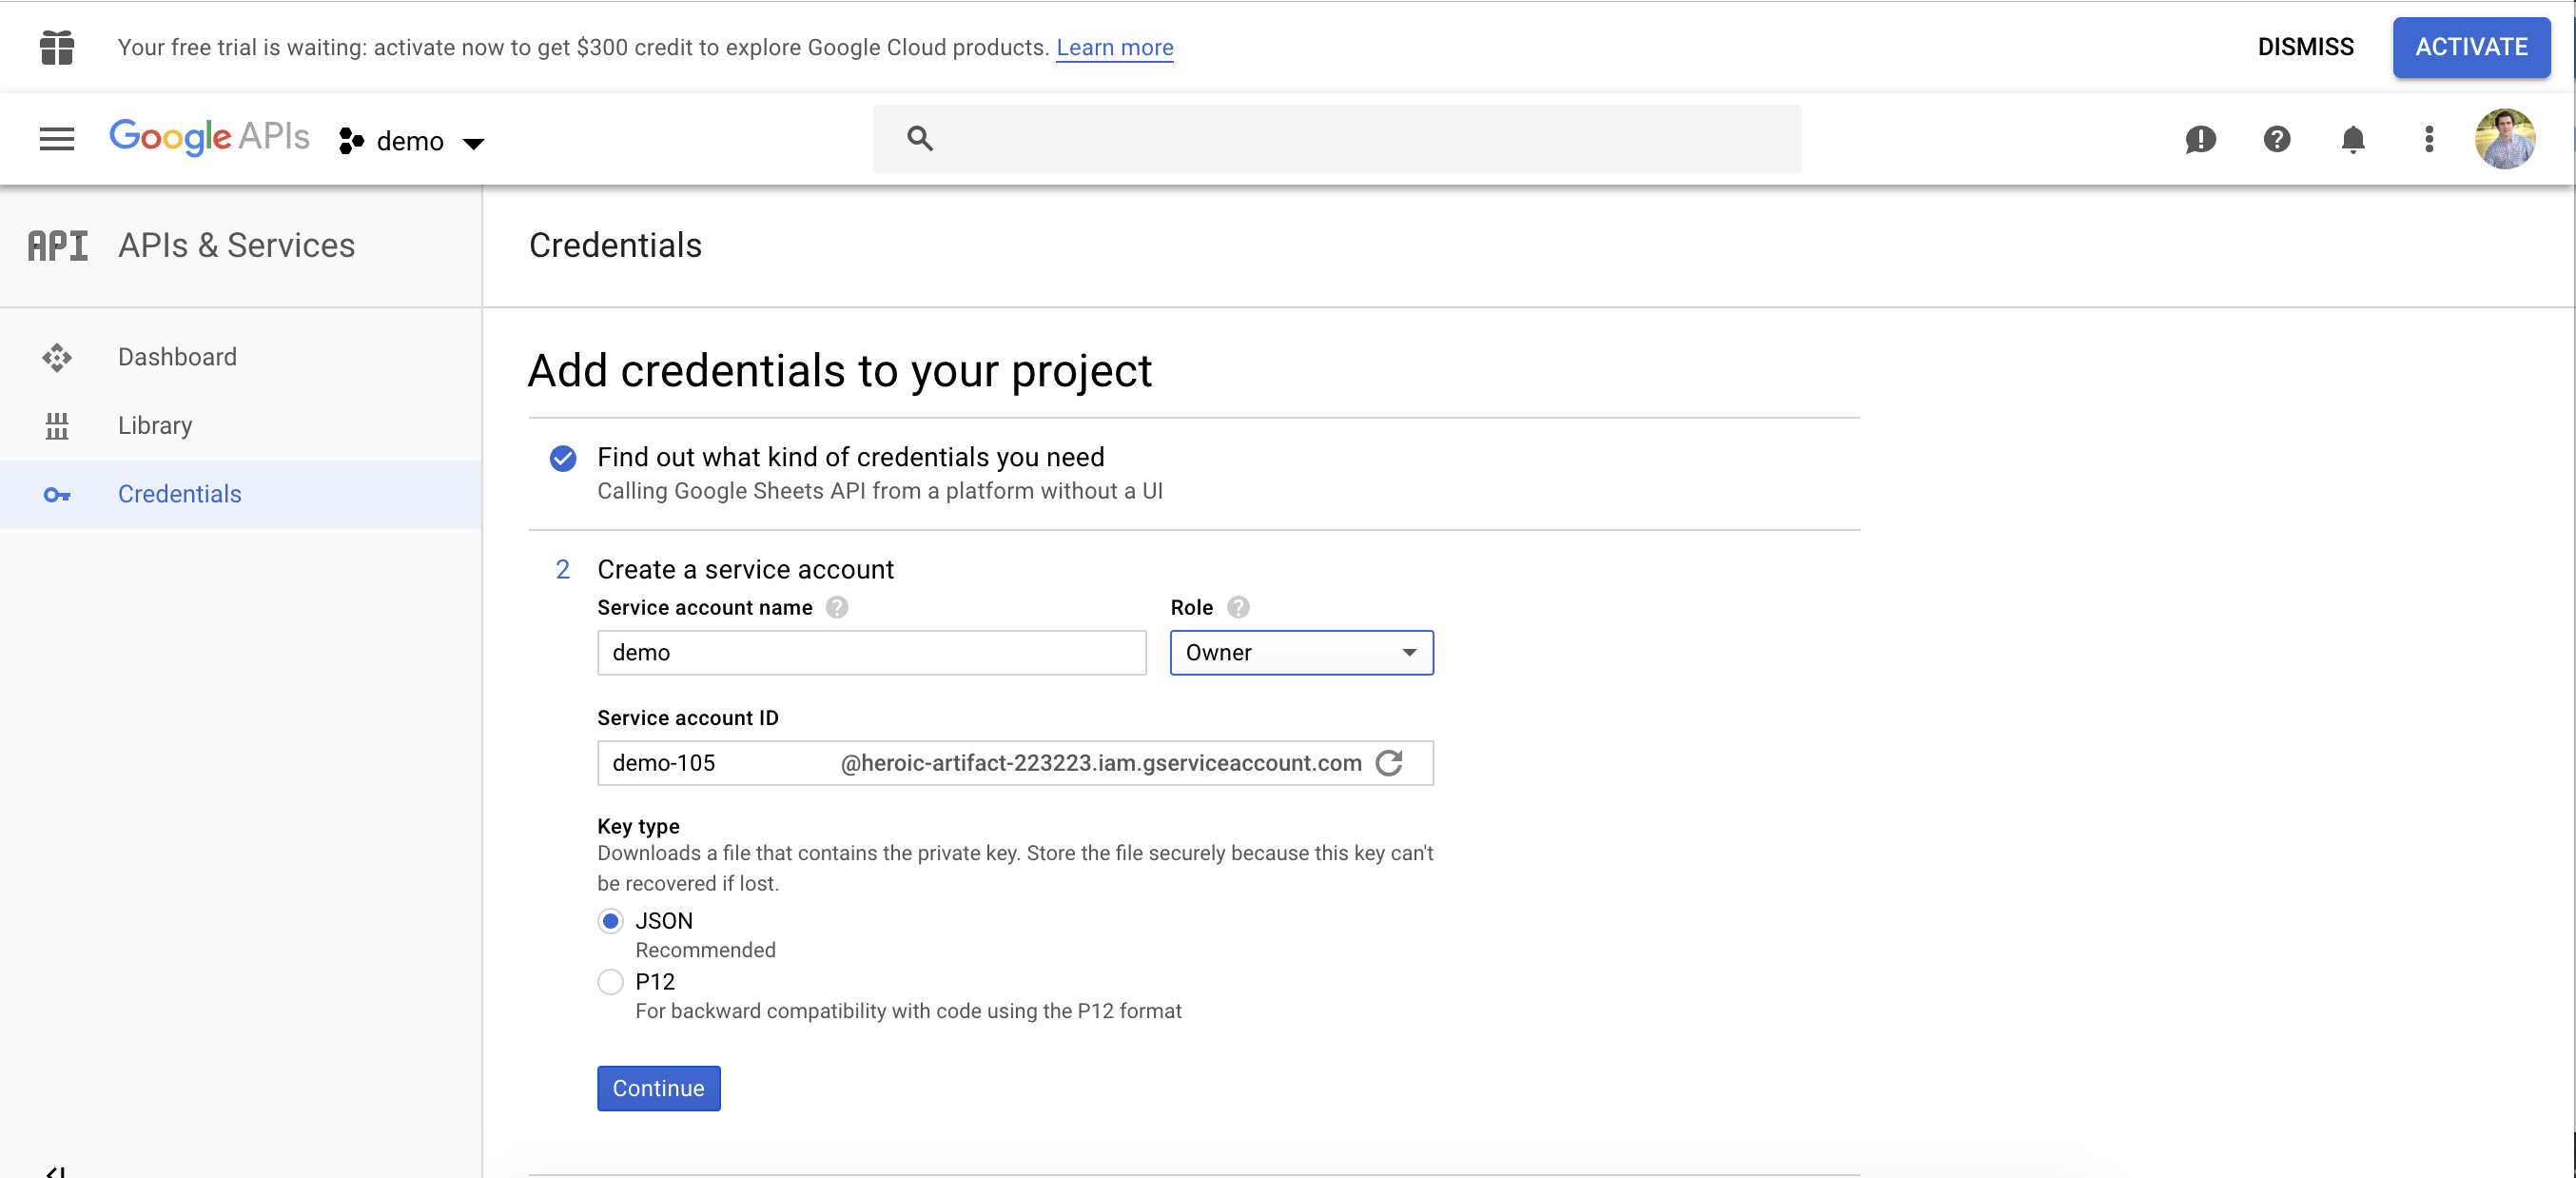 Your free trial is waiting: activate now to get $300 credit to explore Google Cloud products. Learn more
DISMISS
ACTIVATE
Google APIs
demo
API
APIs & Services
Credentials
Dashboard
Library
Credentials
Add credentials to your project
Find out what kind of credentials you need
Calling Google Sheets API from a platform without a UI
2 Create a service account
Service account name ?
Role ?
demo
Owner
Service account ID
demo-105 @heroic-artifact-223223.iam.gserviceaccount.com
Key type
Downloads a file that contains the private key. Store the file securely because this key can't
be recovered if lost.
JSON
Recommended
P12
For backward compatibility with code using the P12 format
Continue